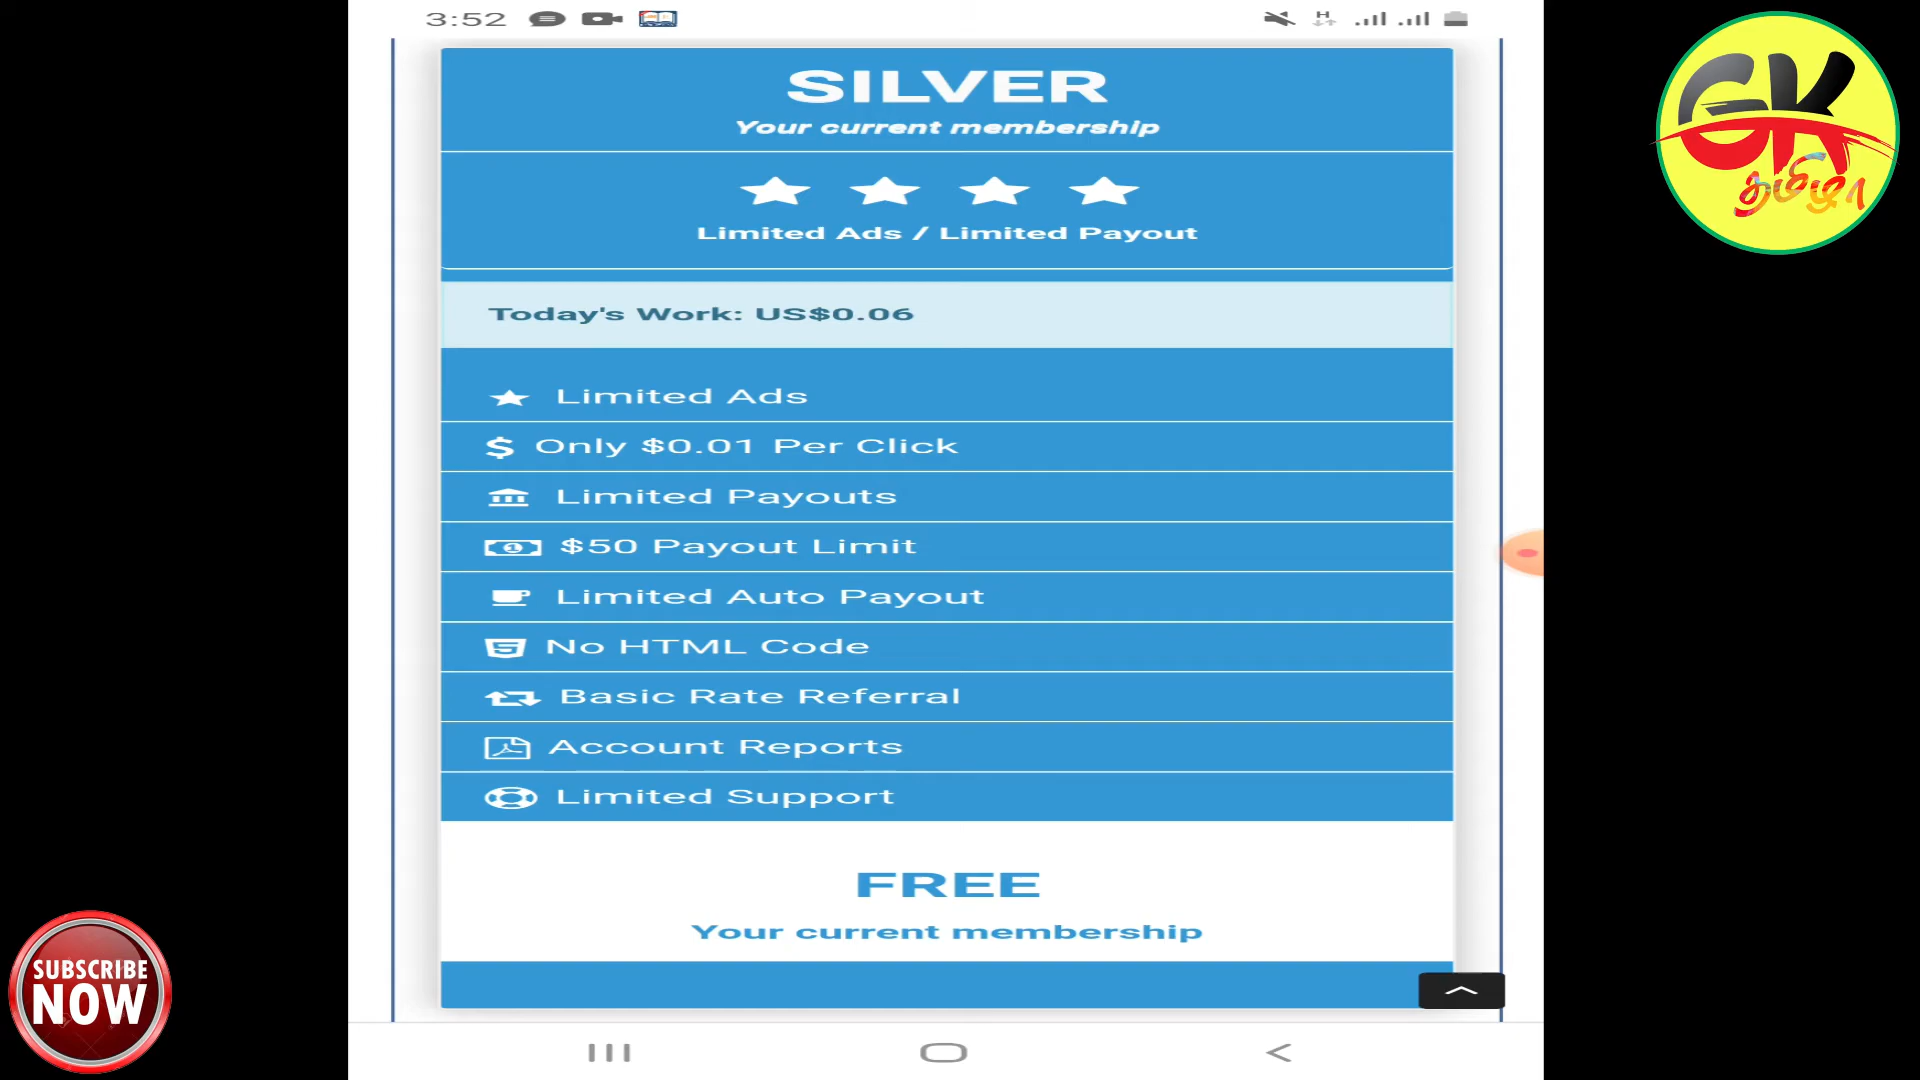 3:52
H
GK
தமிழா
SILVER
Your current membership
Limited Ads / Limited Payout
Today's Work: US$0.06
Limited Ads
Only $0.01 Per Click
Limited Payouts
$50 Payout Limit
Limited Auto Payout
No HTML Code
Basic Rate Referral
Account Reports
Limited Support
FREE
Your current membership
SUBSCRIBE
NOW